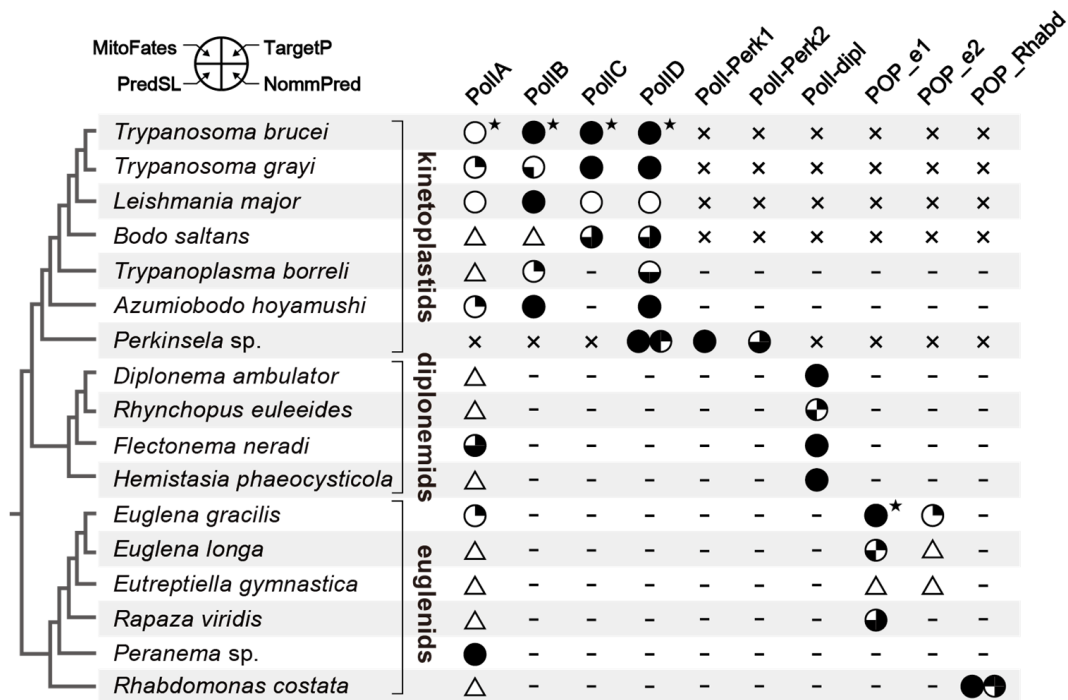 MitoFates TargetP
PredSL NommPred
PolIA PolIB PolIC PolID PolI-Perk1 PolI-Perk2 PolI-dipl POP_e1 POP_e2 POP_Rhabd
Trypanosoma brucei ★ ★ ★ ★ × × × × × ×
Trypanosoma grayi × × × × × ×
Leishmania major × × × × × ×
Bodo saltans × × × × × ×
Trypanoplasma borreli - - - - - - -
Azumiobodo hoyamushi - - - - - - -
Perkinsela sp. × × × × × × ×
kinetoplastids
Diplonema ambulator - - - - - - - -
Rhynchopus euleeides - - - - - - - -
Flectonema neradi - - - - - - - -
Hemistasia phaeocysticola - - - - - - - -
diplonemids
Euglena gracilis - - - - - - ★ -
Euglena longa - - - - - - -
Eutreptiella gymnastica - - - - - - -
Rapaza viridis - - - - - - - -
Peranema sp. - - - - - - - - -
Rhabdomonas costata - - - - - - - -
euglenids